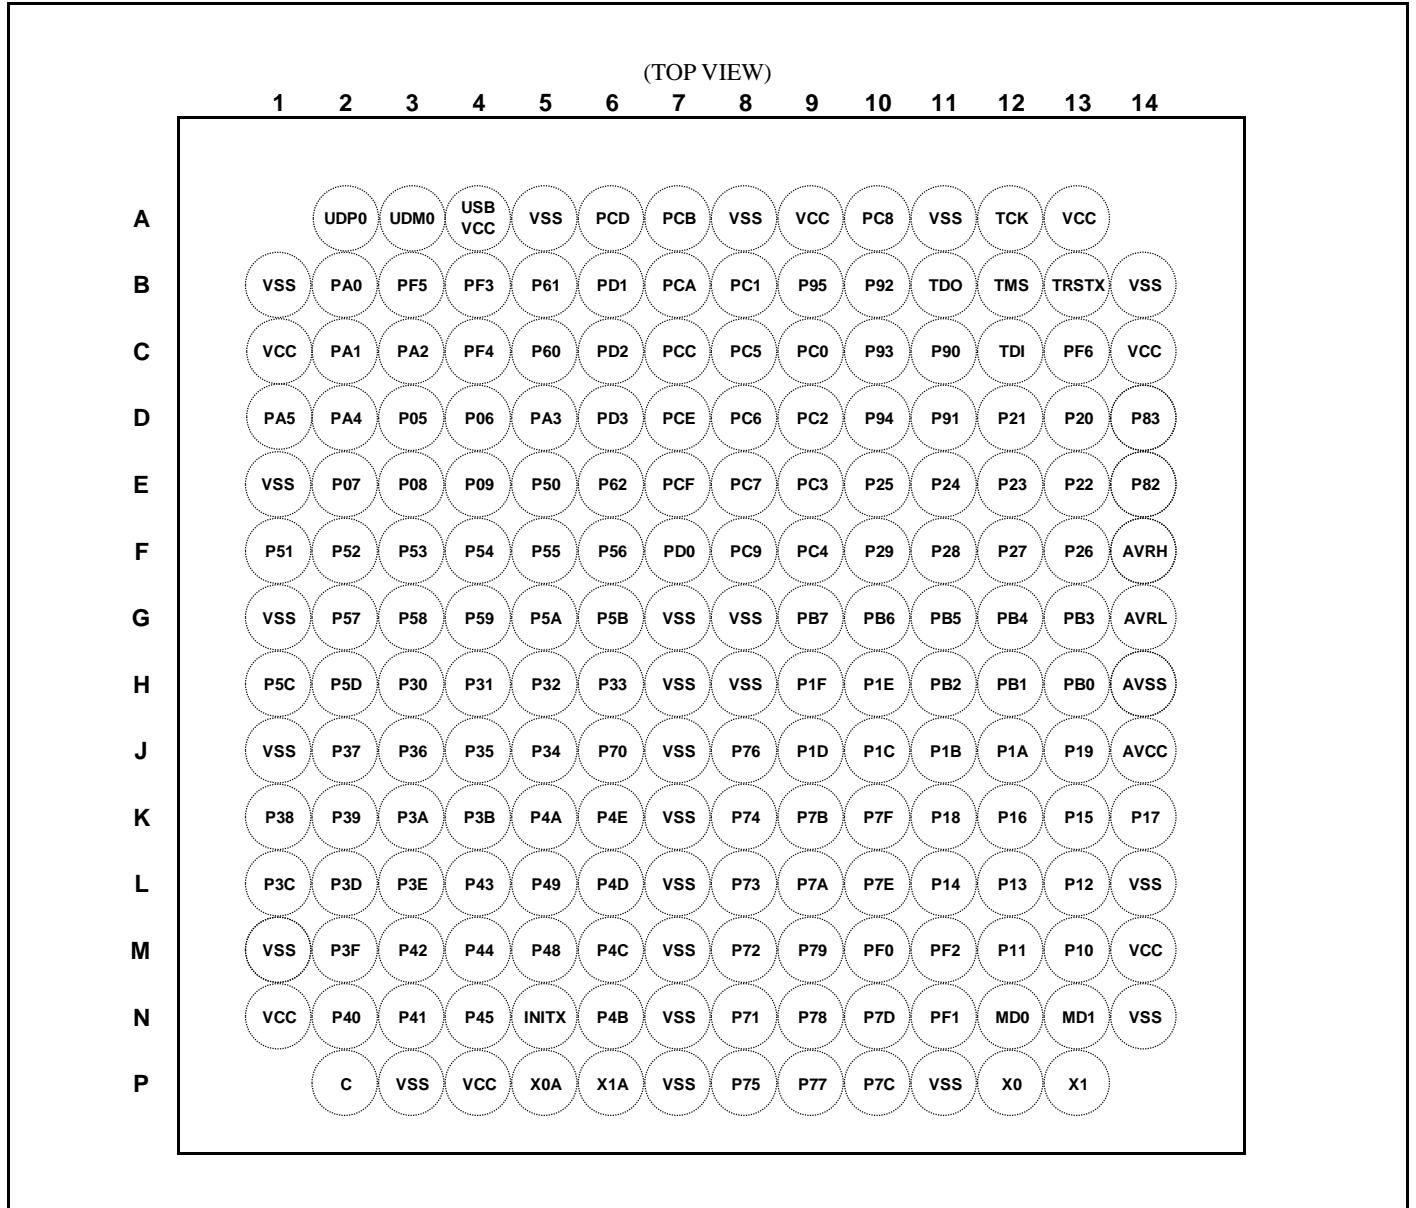 (TOP VIEW)
1 2 3 4 5 6 7 8 9 10 11 12 13 14
A UDP0 UDM0 USB VCC VSS PCD PCB VSS VCC PC8 VSS TCK VCC
B VSS PA0 PF5 PF3 P61 PD1 PCA PC1 P95 P92 TDO TMS TRSTX VSS
C VCC PA1 PA2 PF4 P60 PD2 PCC PC5 PC0 P93 P90 TDI PF6 VCC
D PA5 PA4 P05 P06 PA3 PD3 PCE PC6 PC2 P94 P91 P21 P20 P83
E VSS P07 P08 P09 P50 P62 PCF PC7 PC3 P25 P24 P23 P22 P82
F P51 P52 P53 P54 P55 P56 PD0 PC9 PC4 P29 P28 P27 P26 AVRH
G VSS P57 P58 P59 P5A P5B VSS VSS PB7 PB6 PB5 PB4 PB3 AVRL
H P5C P5D P30 P31 P32 P33 VSS VSS P1F P1E PB2 PB1 PB0 AVSS
J VSS P37 P36 P35 P34 P70 VSS P76 P1D P1C P1B P1A P19 AVCC
K P38 P39 P3A P3B P4A P4E VSS P74 P7B P7F P18 P16 P15 P17
L P3C P3D P3E P43 P49 P4D VSS P73 P7A P7E P14 P13 P12 VSS
M VSS P3F P42 P44 P48 P4C VSS P72 P79 PF0 PF2 P11 P10 VCC
N VCC P40 P41 P45 INITX P4B VSS P71 P78 P7D PF1 MD0 MD1 VSS
P C VSS VCC X0A X1A VSS P75 P77 P7C VSS X0 X1